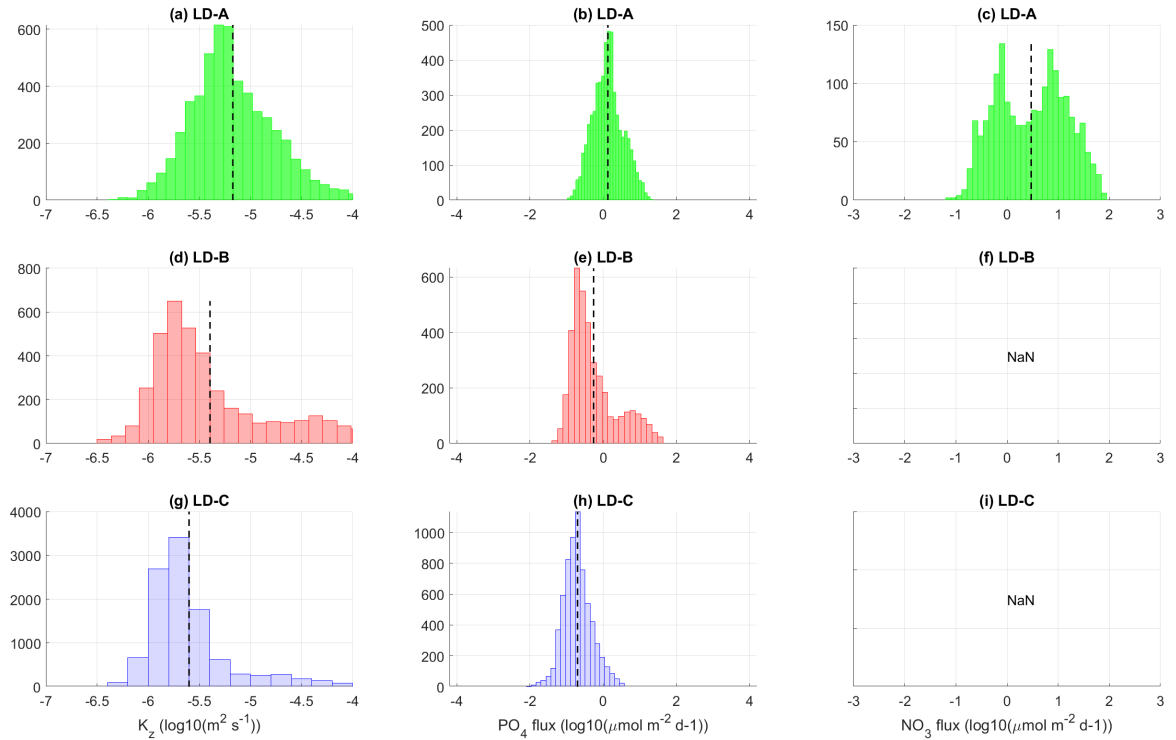 (a) LD-A
600
400
200
0
-7 -6.5 -6 -5.5 -5 -4.5 -4
(b) LD-A
500
400
300
200
100
0
-4 -2 0 2 4
(c) LD-A
150
100
50
0
-3 -2 -1 0 1 2 3
(d) LD-B
800
600
400
200
0
-7 -6.5 -6 -5.5 -5 -4.5 -4
(e) LD-B
600
400
200
0
-4 -2 0 2 4
(f) LD-B
NaN
-3 -2 -1 0 1 2 3
(g) LD-C
4000
3000
2000
1000
0
-7 -6.5 -6 -5.5 -5 -4.5 -4
K_z (log10(m² s⁻¹))
(h) LD-C
1000
800
600
400
200
0
-4 -2 0 2 4
PO₄ flux (log10(μmol m⁻² d-1))
(i) LD-C
NaN
-3 -2 -1 0 1 2 3
NO₃ flux (log10(μmol m⁻² d-1))